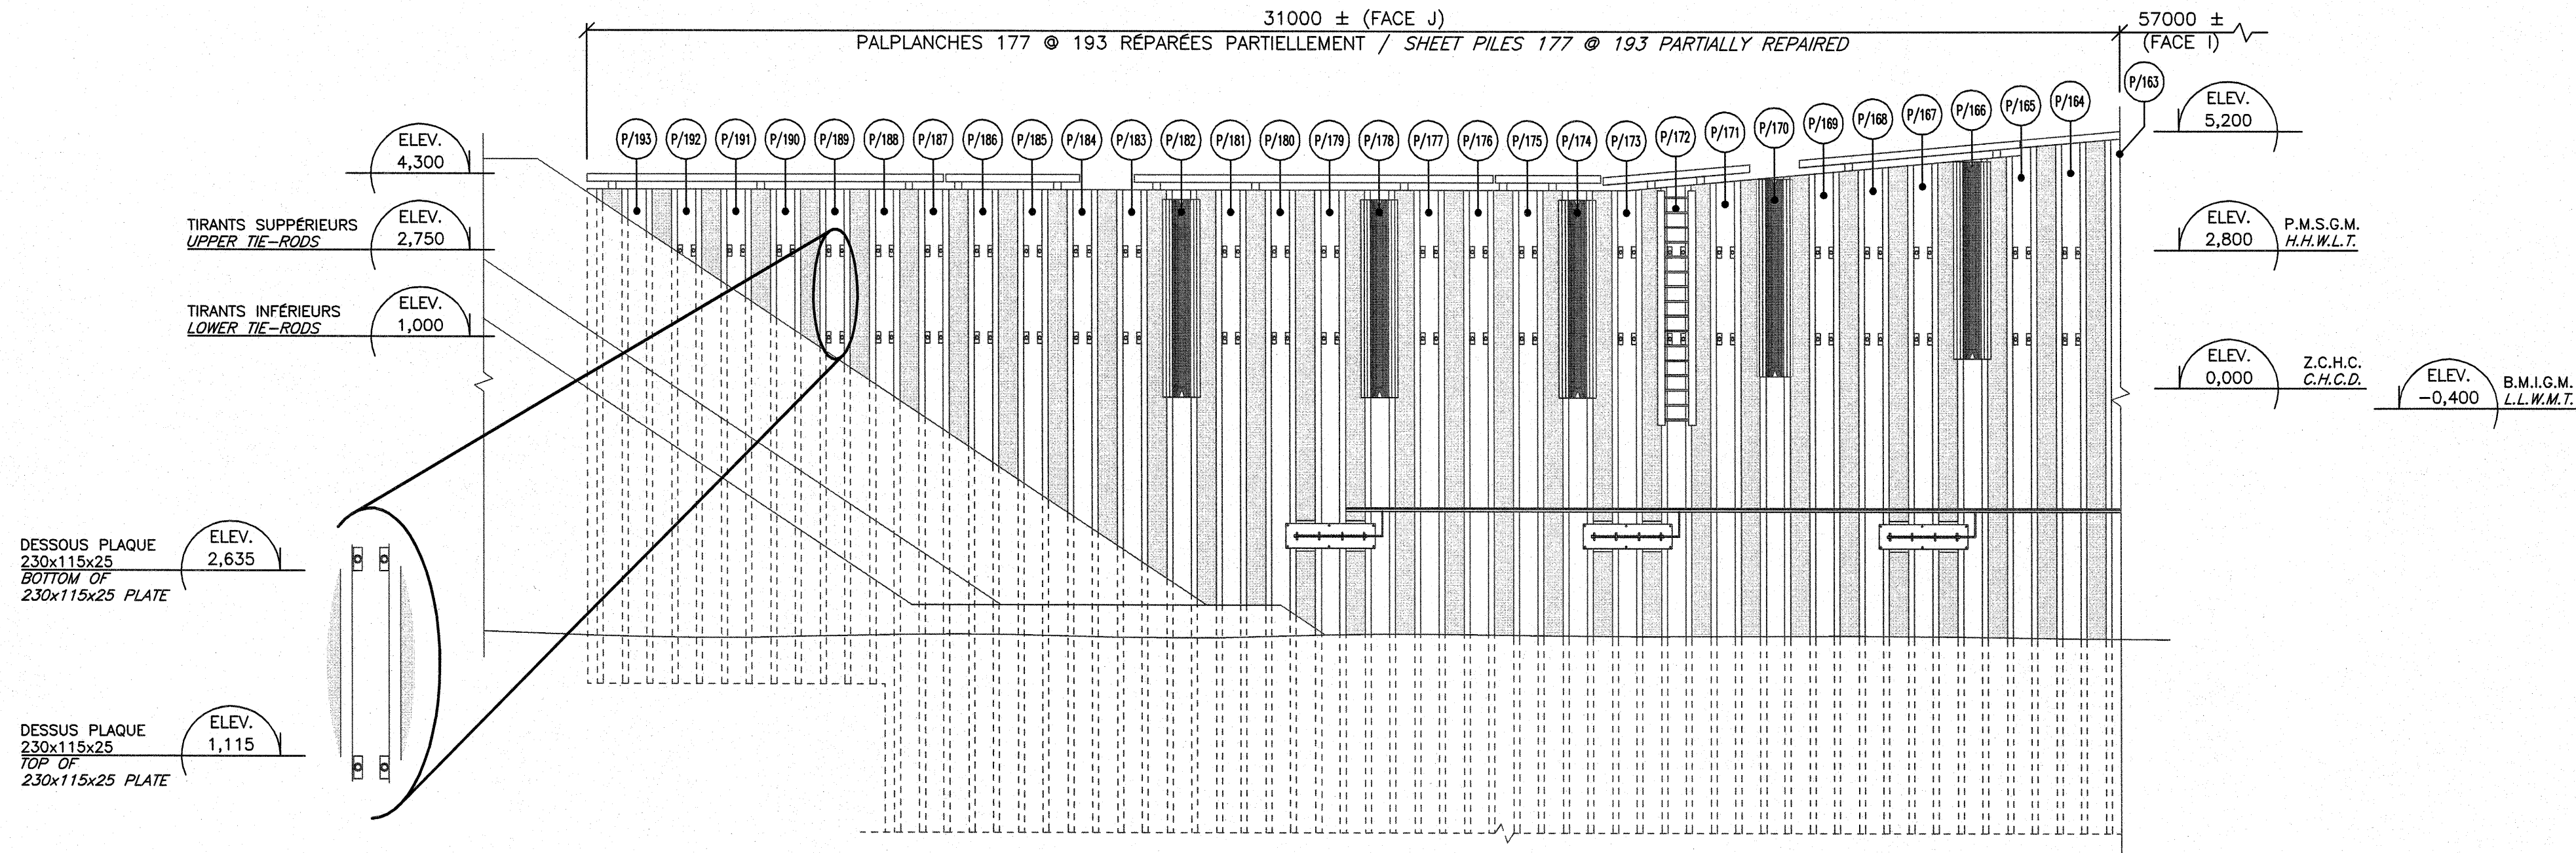 31000 ± (FACE J)
57000 ±
(FACE I)
PALPLANCHES 177 @ 193 RÉPARÉES PARTIELLEMENT / SHEET PILES 177 @ 193 PARTIALLY REPAIRED
P/193
P/192
P/191
P/190
P/189
P/188
P/187
P/186
P/185
P/184
P/183
P/182
P/181
P/180
P/179
P/178
P/177
P/176
P/175
P/174
P/173
P/172
P/171
P/170
P/169
P/168
P/167
P/166
P/165
P/164
P/163
ELEV.
4,300
TIRANTS SUPPÉRIEURS
UPPER TIE-RODS
ELEV.
2,750
TIRANTS INFÉRIEURS
LOWER TIE-RODS
ELEV.
1,000
ELEV.
5,200
ELEV.
2,800
P.M.S.G.M.
H.H.W.L.T.
ELEV.
0,000
Z.C.H.C.
C.H.C.D.
ELEV.
-0,400
B.M.I.G.M.
L.L.W.M.T.
DESSOUS PLAQUE
230x115x25
BOTTOM OF
230x115x25 PLATE
ELEV.
2,635
DESSUS PLAQUE
230x115x25
TOP OF
230x115x25 PLATE
ELEV.
1,115